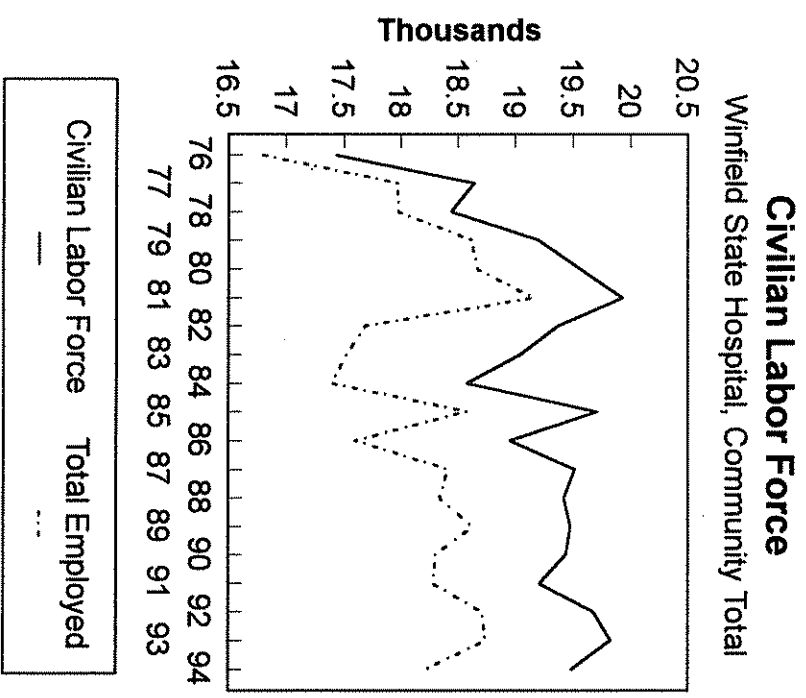 Civilian Labor Force
Winfield State Hospital, Community Total
Thousands
20.5
20
19.5
19
18.5
18
17.5
17
16.5
76 78 80 82 84 86 88 90 92 94
77 79 81 83 85 87 89 91 93
Civilian Labor Force Total Employed